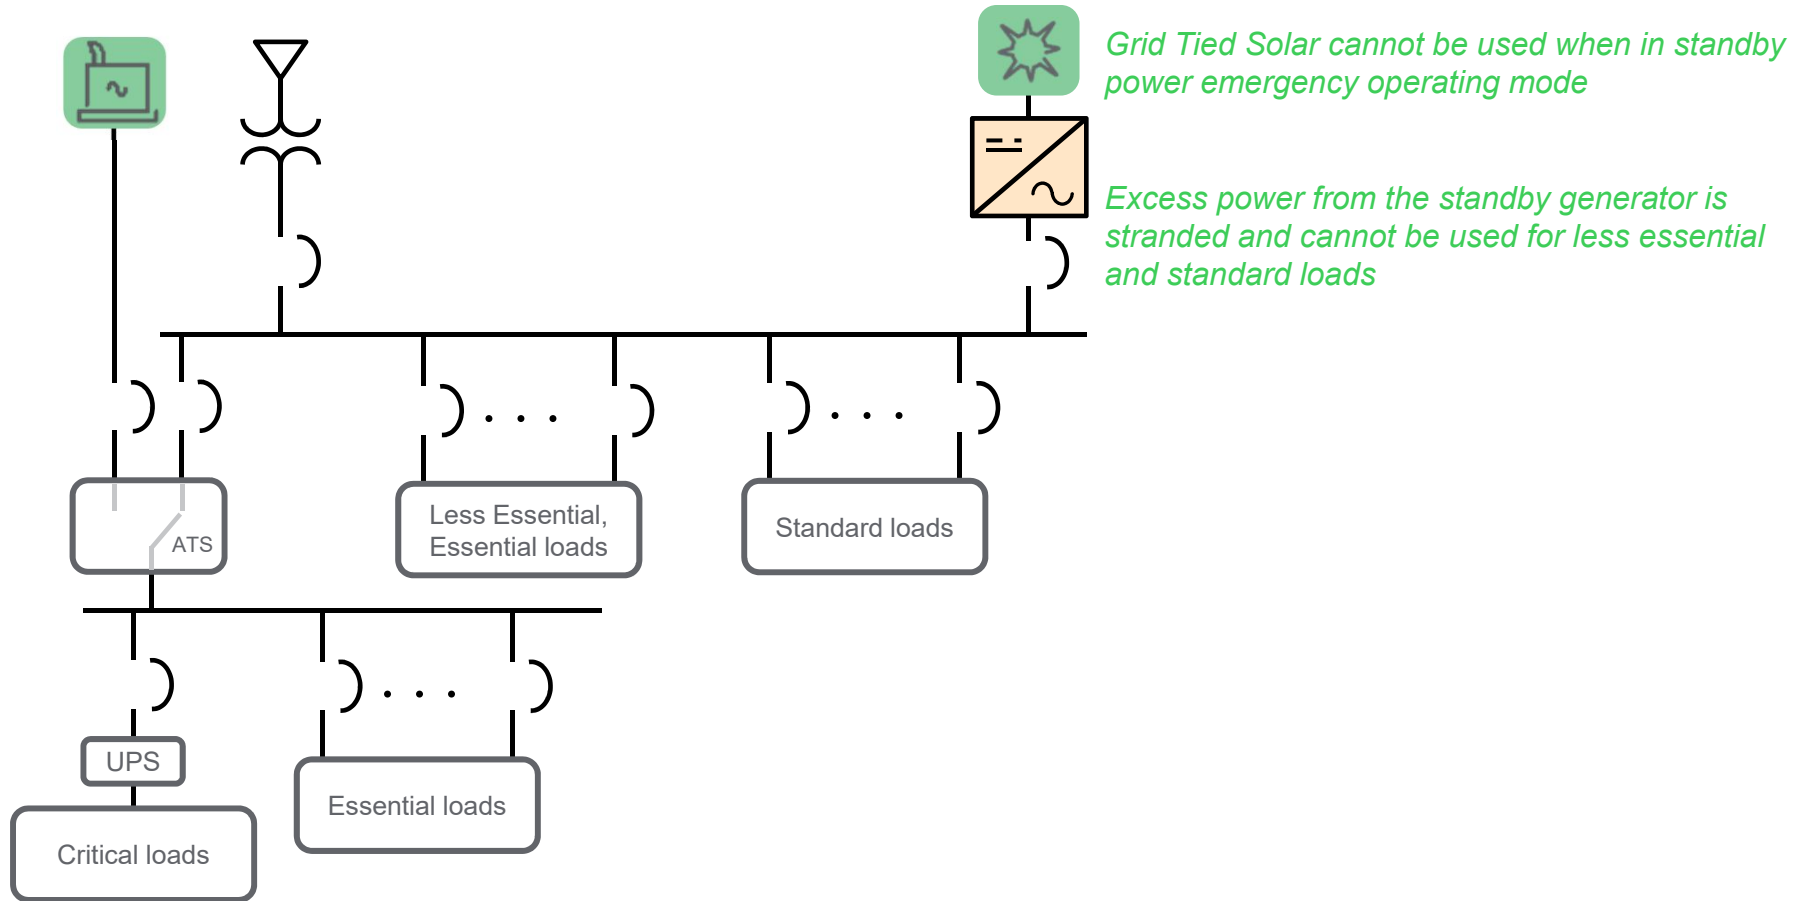 Grid Tied Solar cannot be used when in standby
power emergency operating mode
Excess power from the standby generator is
stranded and cannot be used for less essential
and standard loads
ATS
Less Essential,
Essential loads
Standard loads
UPS
Essential loads
Critical loads